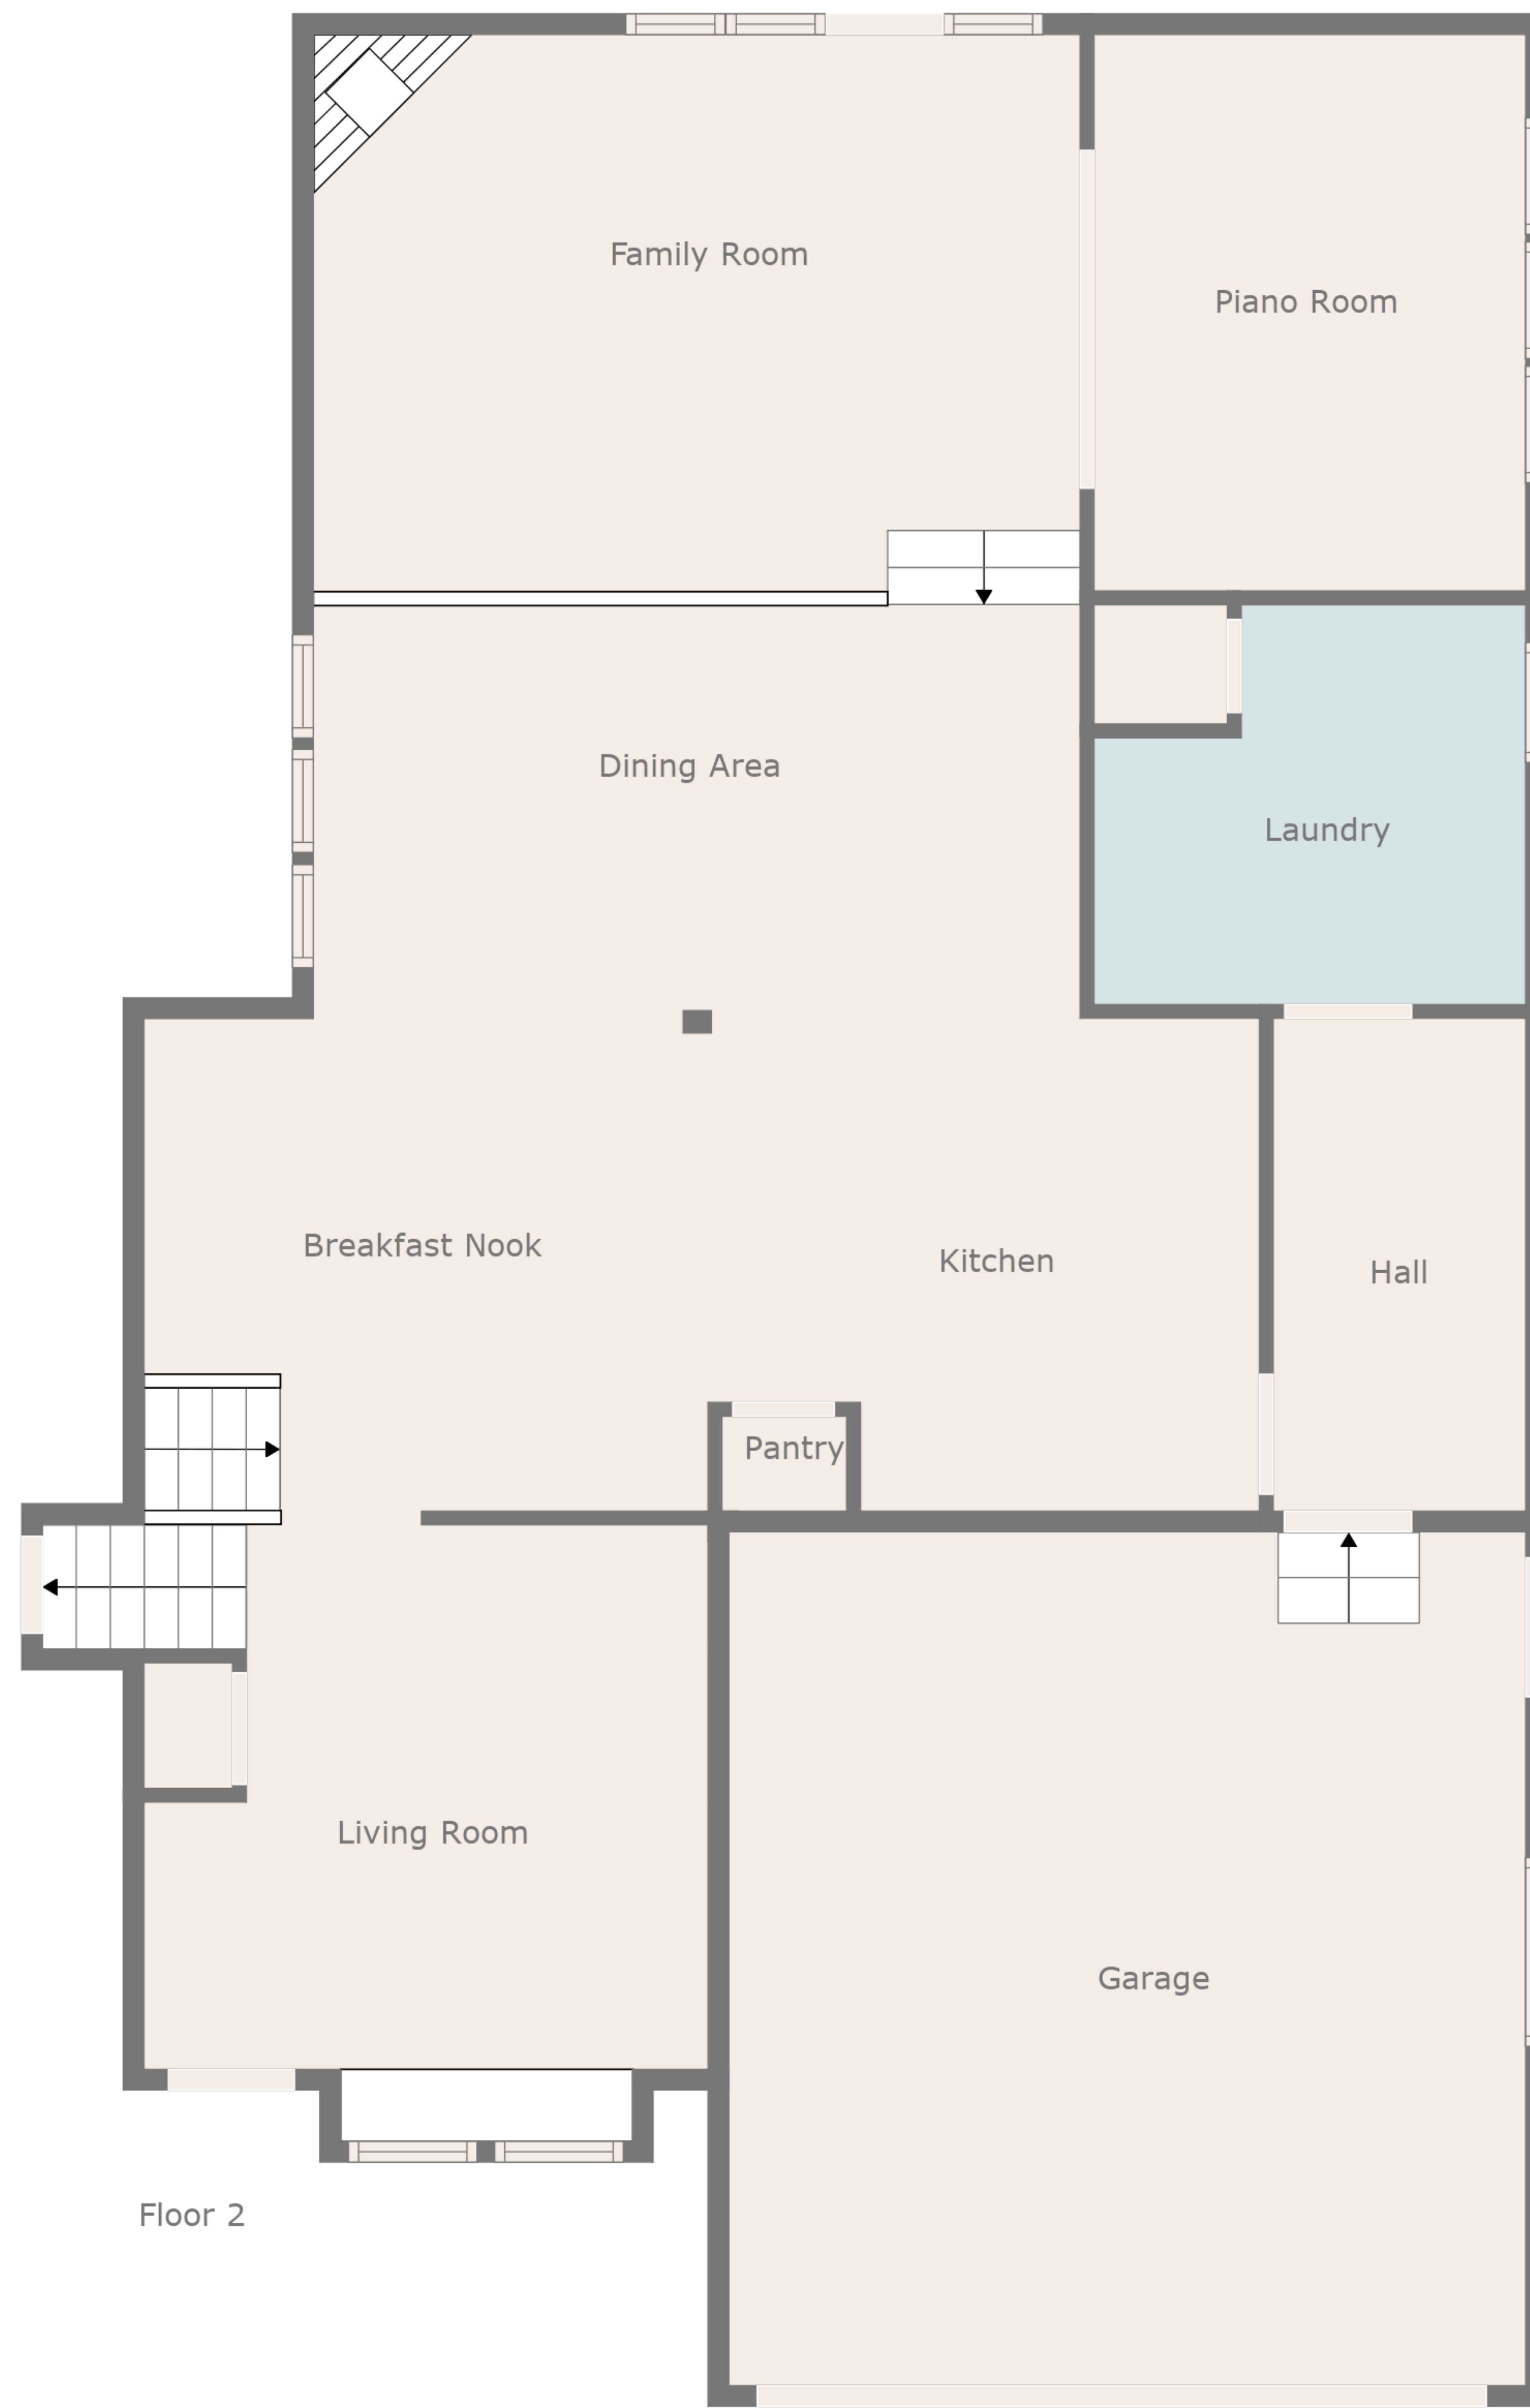 Family Room
Piano Room
Dining Area
Laundry
Breakfast Nook
Kitchen
Hall
Pantry
Living Room
Garage
Floor 2